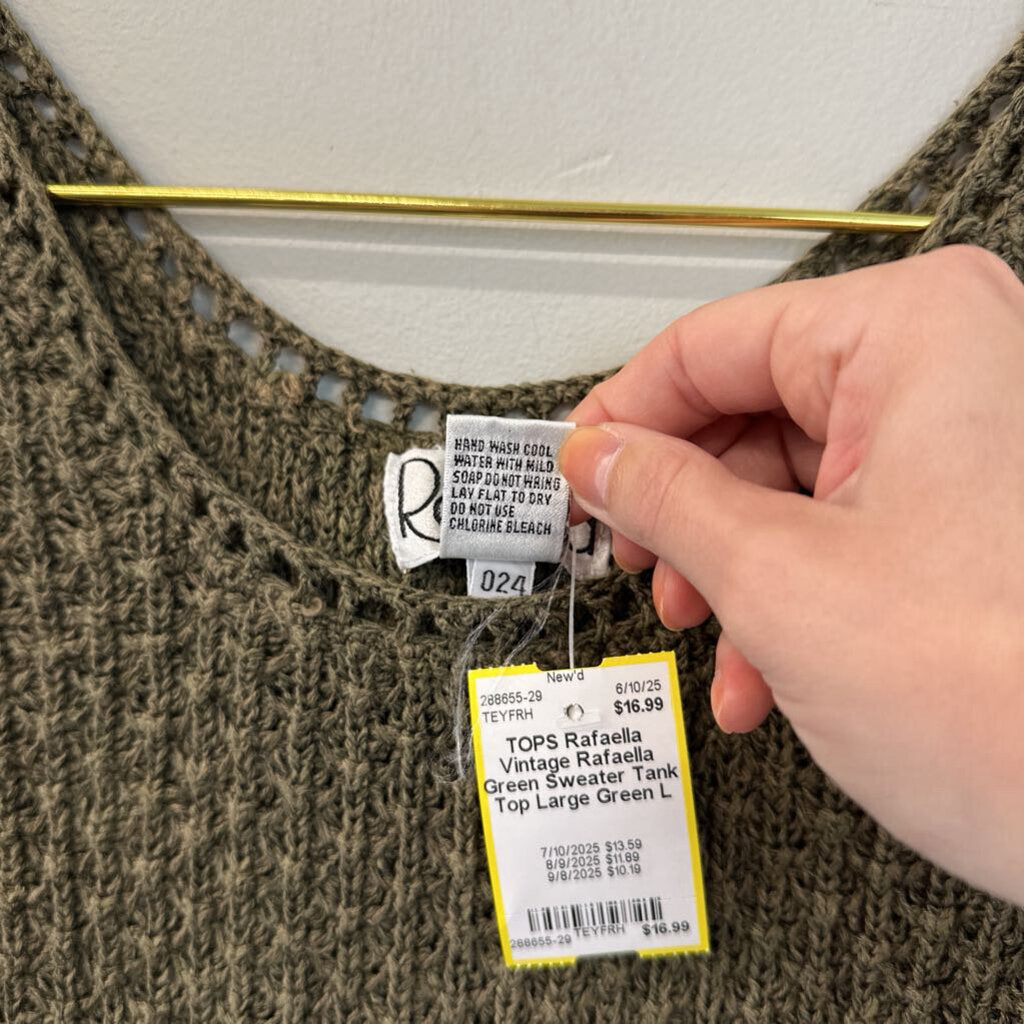 HAND WASH COOL
WATER WITH MILD
SOAP DO NOT WRING
LAY FLAT TO DRY
DO NOT USE
CHLORINE BLEACH
024
New'd
288655-29 6/10/25
TEYFRH $16.99
TOPS Rafaella
Vintage Rafaella
Green Sweater Tank
Top Large Green L
7/10/2025 $13.59
8/9/2025 $11.89
9/8/2025 $10.19
288655-29 TEYFRH $16.99